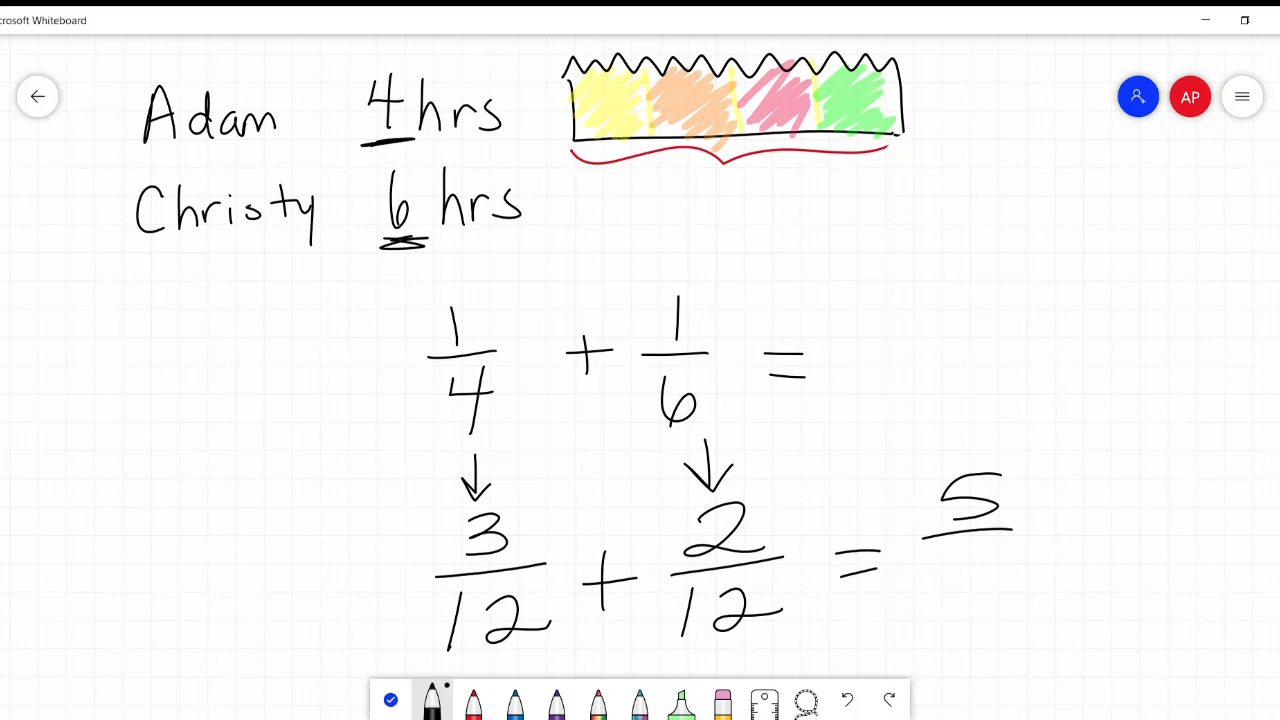 crosoft Whiteboard
AP
Adam 4 hrs
Christy 6 hrs
1/4 + 1/6 =
3/12 + 2/12 = 5